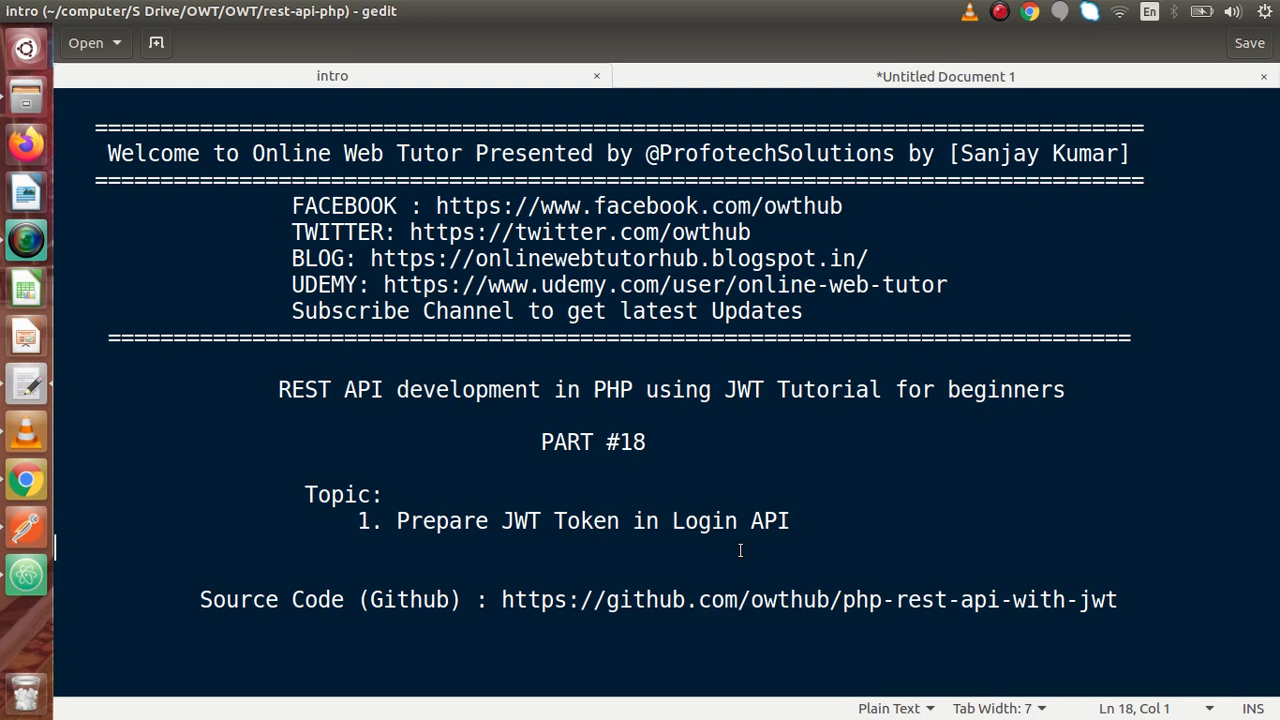 intro (~/computer/S Drive/OWT/OWT/rest-api-php) - gedit
En
Open
Save
intro ×
*Untitled Document 1 ×
================================================================================
Welcome to Online Web Tutor Presented by @ProfotechSolutions by [Sanjay Kumar]
================================================================================
FACEBOOK : https://www.facebook.com/owthub
TWITTER: https://twitter.com/owthub
BLOG: https://onlinewebtutorhub.blogspot.in/
UDEMY: https://www.udemy.com/user/online-web-tutor
Subscribe Channel to get latest Updates
==============================================================================
REST API development in PHP using JWT Tutorial for beginners
PART #18
Topic:
1. Prepare JWT Token in Login API
Source Code (Github) : https://github.com/owthub/php-rest-api-with-jwt
Plain Text
Tab Width: 7
Ln 18, Col 1
INS